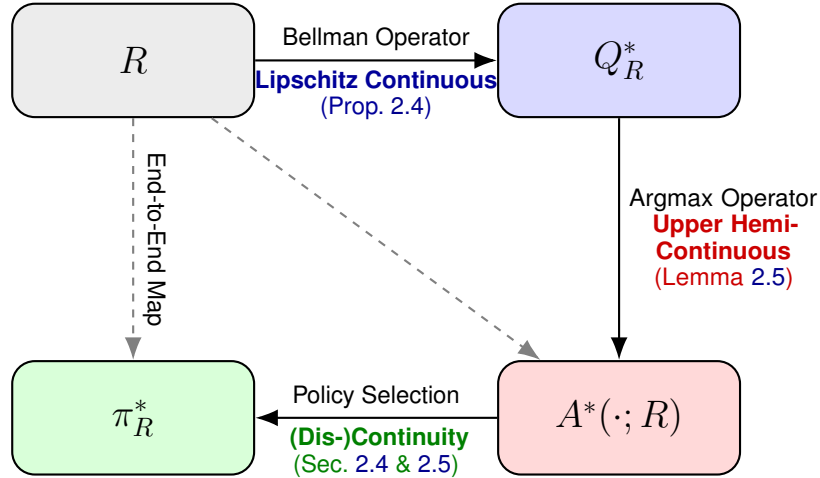 R
Bellman Operator
Lipschitz Continuous
(Prop. 2.4)
Q*_R
End-to-End Map
Argmax Operator
Upper Hemi-
Continuous
(Lemma 2.5)
π*_R
Policy Selection
(Dis-)Continuity
(Sec. 2.4 & 2.5)
A*(·; R)